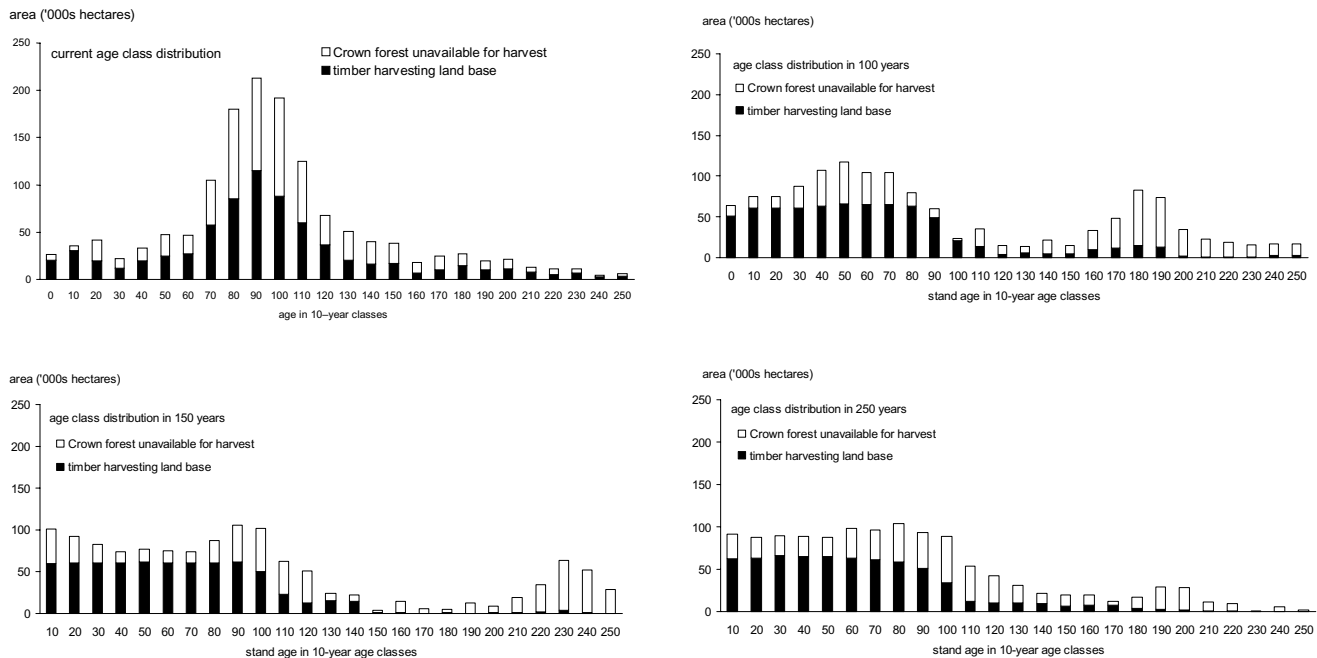 area ('000s hectares)
250
200
150
100
50
0
current age class distribution
Crown forest unavailable for harvest
timber harvesting land base
0 10 20 30 40 50 60 70 80 90 100 110 120 130 140 150 160 170 180 190 200 210 220 230 240 250
age in 10–year classes
area ('000s hectares)
250
200
150
100
50
0
age class distribution in 100 years
Crown forest unavailable for harvest
timber harvesting land base
0 10 20 30 40 50 60 70 80 90 100 110 120 130 140 150 160 170 180 190 200 210 220 230 240 250
stand age in 10-year age classes
area ('000s hectares)
250
200
150
100
50
0
age class distribution in 150 years
Crown forest unavailable for harvest
timber harvesting land base
10 20 30 40 50 60 70 80 90 100 110 120 130 140 150 160 170 180 190 200 210 220 230 240 250
stand age in 10-year age classes
area ('000s hectares)
250
200
150
100
50
0
age class distribution in 250 years
Crown forest unavailable for harvest
timber harvesting land base
10 20 30 40 50 60 70 80 90 100 110 120 130 140 150 160 170 180 190 200 210 220 230 240 250
stand age in 10-year age classes